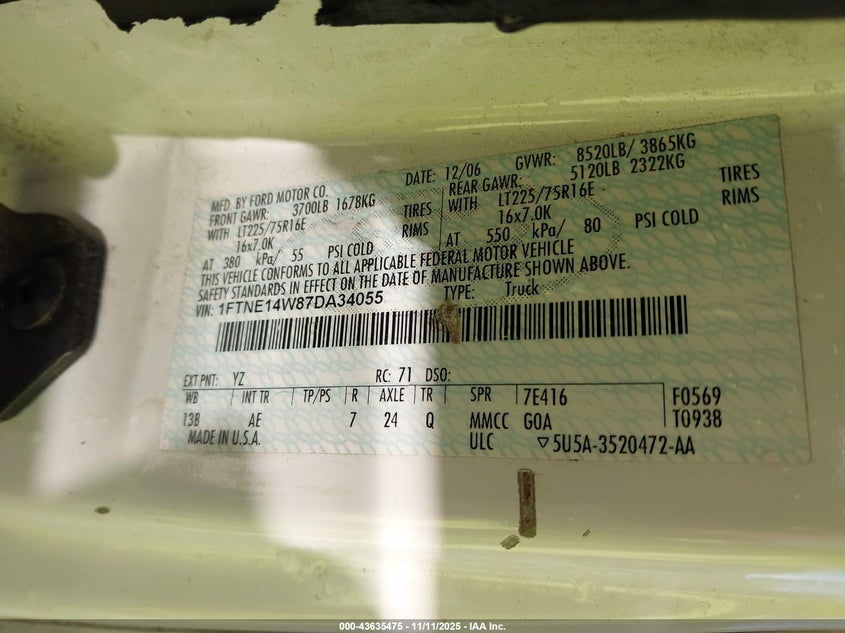 MFD. BY FORD MOTOR CO. DATE: 12/06 GVWR: 8520LB/ 3865KG
FRONT GAWR: 3700LB 1678KG REAR GAWR: 5120LB 2322KG
WITH LT225/75R16E TIRES WITH LT225/75R16E TIRES
16x7.0K RIMS 16x7.0K RIMS
AT 380 kPa/ 55 PSI COLD AT 550 kPa/ 80 PSI COLD
THIS VEHICLE CONFORMS TO ALL APPLICABLE FEDERAL MOTOR VEHICLE
SAFETY STANDARDS IN EFFECT ON THE DATE OF MANUFACTURE SHOWN ABOVE.
VIN: 1FTNE14W87DA34055 TYPE: Truck
EXT PNT: YZ RC: 71 DSO:
WB INT TR TP/PS R AXLE TR SPR 7E416 F0569
138 AE 7 24 Q MMCC GOA T0938
MADE IN U.S.A. ULC ▽5U5A-3520472-AA
000-43635475 - 11/11/2025 - IAA Inc.